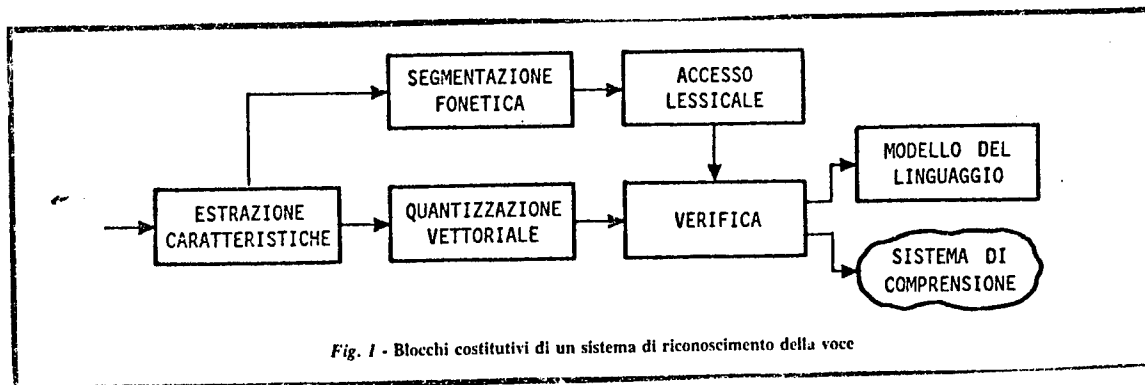 SEGMENTAZIONE
FONETICA
ACCESSO
LESSICALE
MODELLO DEL
LINGUAGGIO
ESTRAZIONE
CARATTERISTICHE
QUANTIZZAZIONE
VETTORIALE
VERIFICA
SISTEMA DI
COMPRENSIONE
Fig. 1 - Blocchi costitutivi di un sistema di riconoscimento della voce